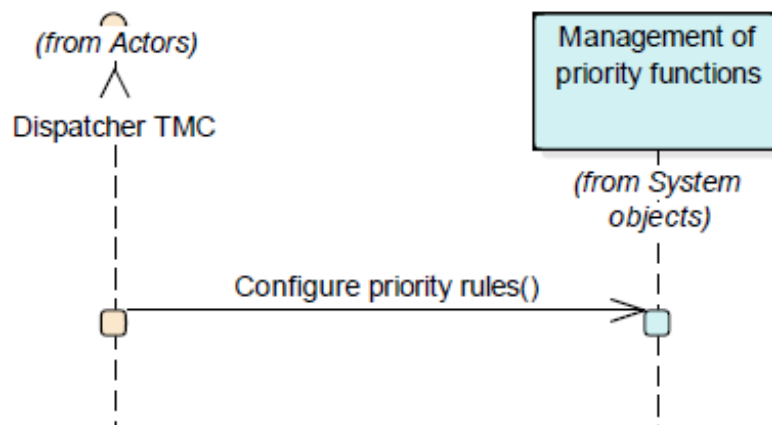 (from Actors)
Dispatcher TMC
Management of
priority functions
(from System
objects)
Configure priority rules()